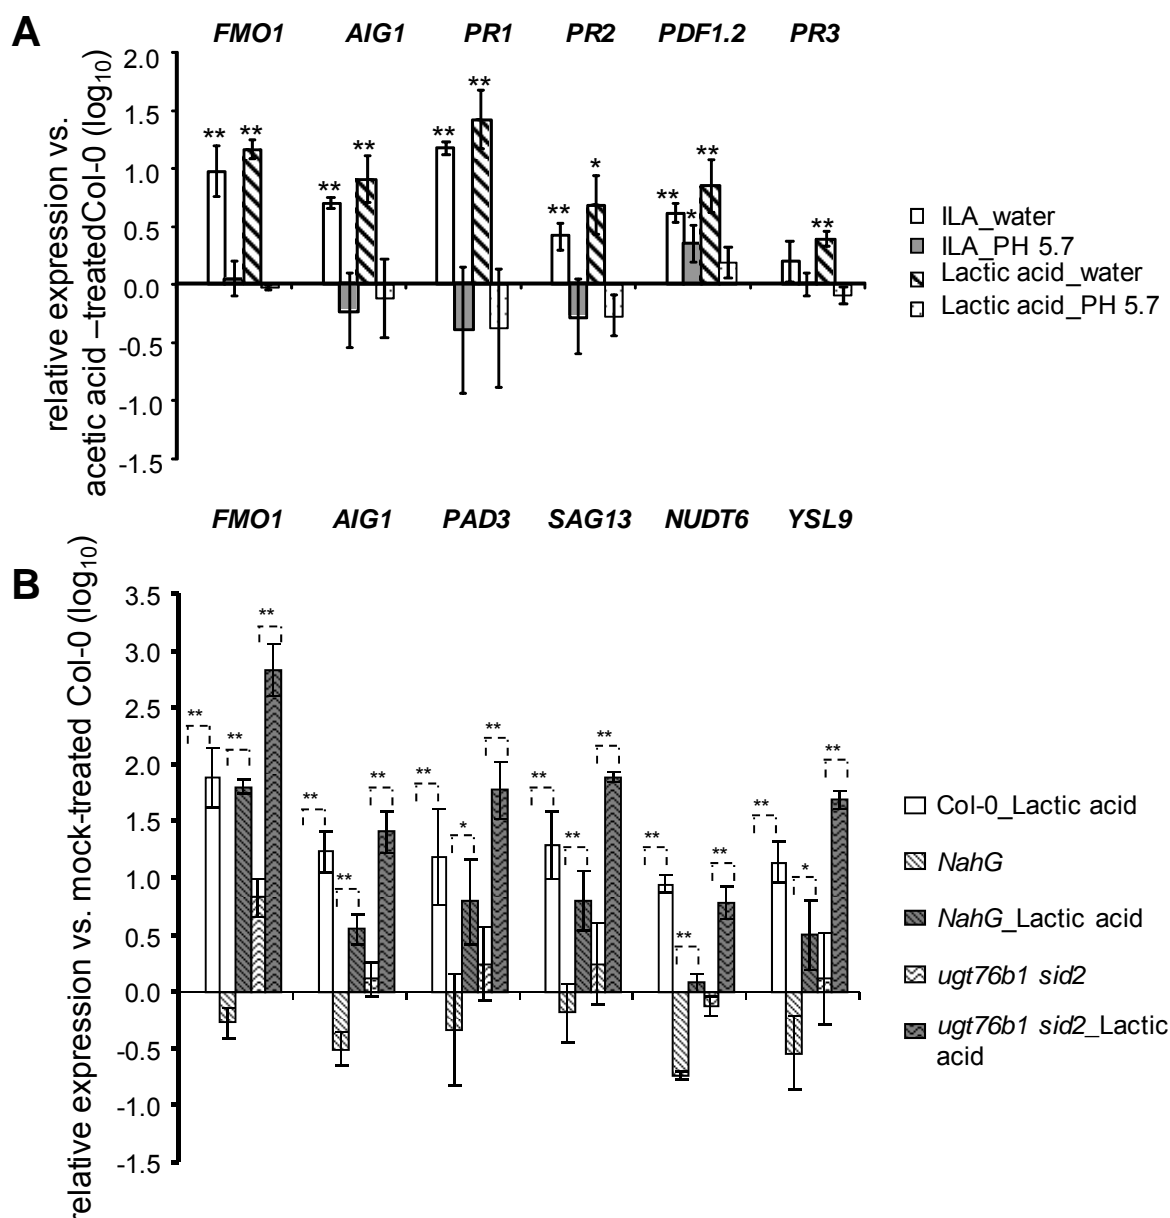 A
FMO1 AIG1 PR1 PR2 PDF1.2 PR3
relative expression vs.
acetic acid –treatedCol-0 (log10)
2.0
1.5
1.0
0.5
0.0
-0.5
-1.0
-1.5
** ** ** ** ** ** ** * ** * ** **
ILA_water
ILA_PH 5.7
Lactic acid_water
Lactic acid_PH 5.7
B
FMO1 AIG1 PAD3 SAG13 NUDT6 YSL9
relative expression vs. mock-treated Col-0 (log10)
3.5
3.0
2.5
2.0
1.5
1.0
0.5
0.0
-0.5
-1.0
-1.5
** ** ** ** ** ** ** * ** ** ** ** ** ** ** ** * **
Col-0_Lactic acid
NahG
NahG_Lactic acid
ugt76b1 sid2
ugt76b1 sid2_Lactic
acid